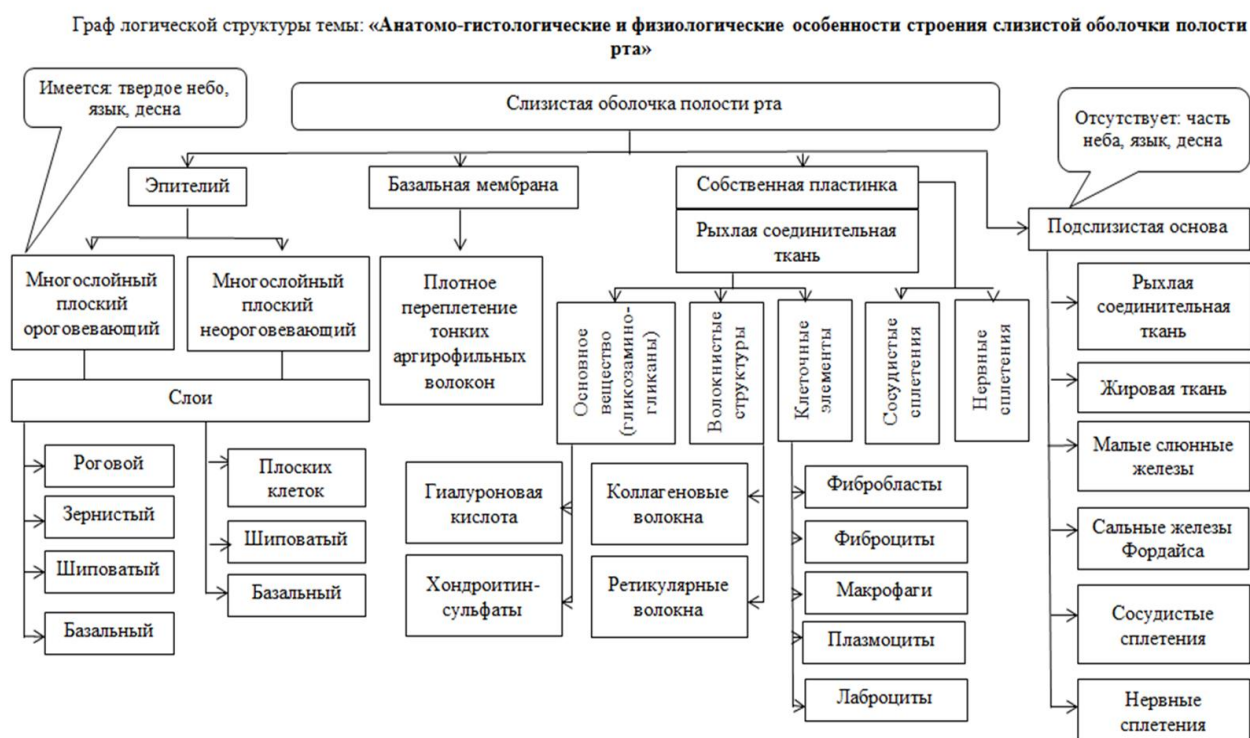 Граф логической структуры темы: «Анатомо-гистологические и физиологические особенности строения слизистой оболочки полости
рта»
Имеется: твердое небо,
язык, десна
Слизистая оболочка полости рта
Отсутствует: часть
неба, язык, десна
Эпителий
Базальная мембрана
Собственная пластинка
Рыхлая соединительная
ткань
Подслизистая основа
Многослойный
плоский
ороговевающий
Многослойный
плоский
неороговевающий
Плотное
переплетение
тонких
аргирофильных
волокон
Основное
вещество
(гликозамино-
гликаны)
Волокнистые
структуры
Клеточные
элементы
Сосудистые
сплетения
Нервные
сплетения
Слои
Роговой
Зернистый
Шиповатый
Базальный
Плоских
клеток
Шиповатый
Базальный
Гиалуроновая
кислота
Хондроитин-
сульфаты
Коллагеновые
волокна
Ретикулярные
волокна
Фибробласты
Фиброциты
Макрофаги
Плазмоциты
Лаброциты
Рыхлая
соединительная
ткань
Жировая ткань
Малые слюнные
железы
Сальные железы
Фордайса
Сосудистые
сплетения
Нервные
сплетения